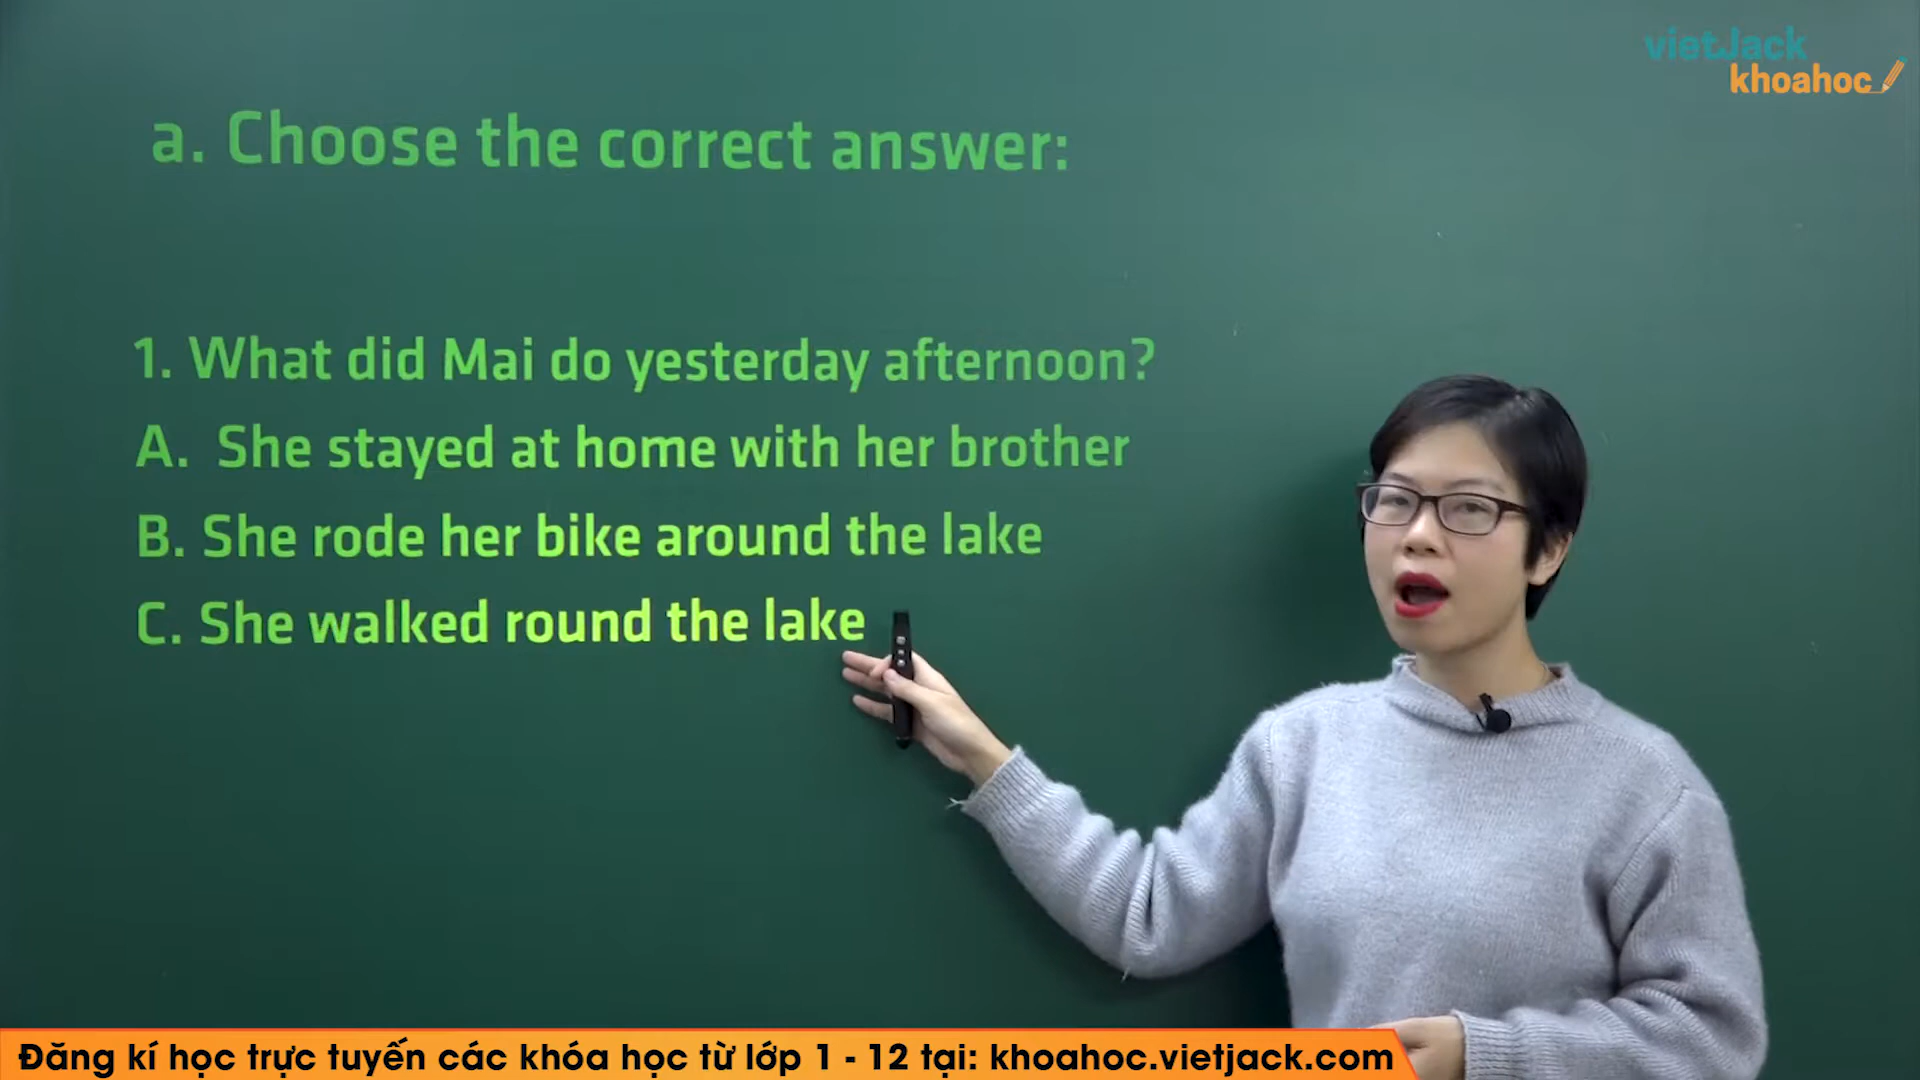 vietJack
khoahoc
a. Choose the correct answer:
1. What did Mai do yesterday afternoon?
A. She stayed at home with her brother
B. She rode her bike around the lake
C. She walked round the lake
Đăng kí học trực tuyến các khóa học từ lớp 1 - 12 tại: khoahoc.vietjack.com